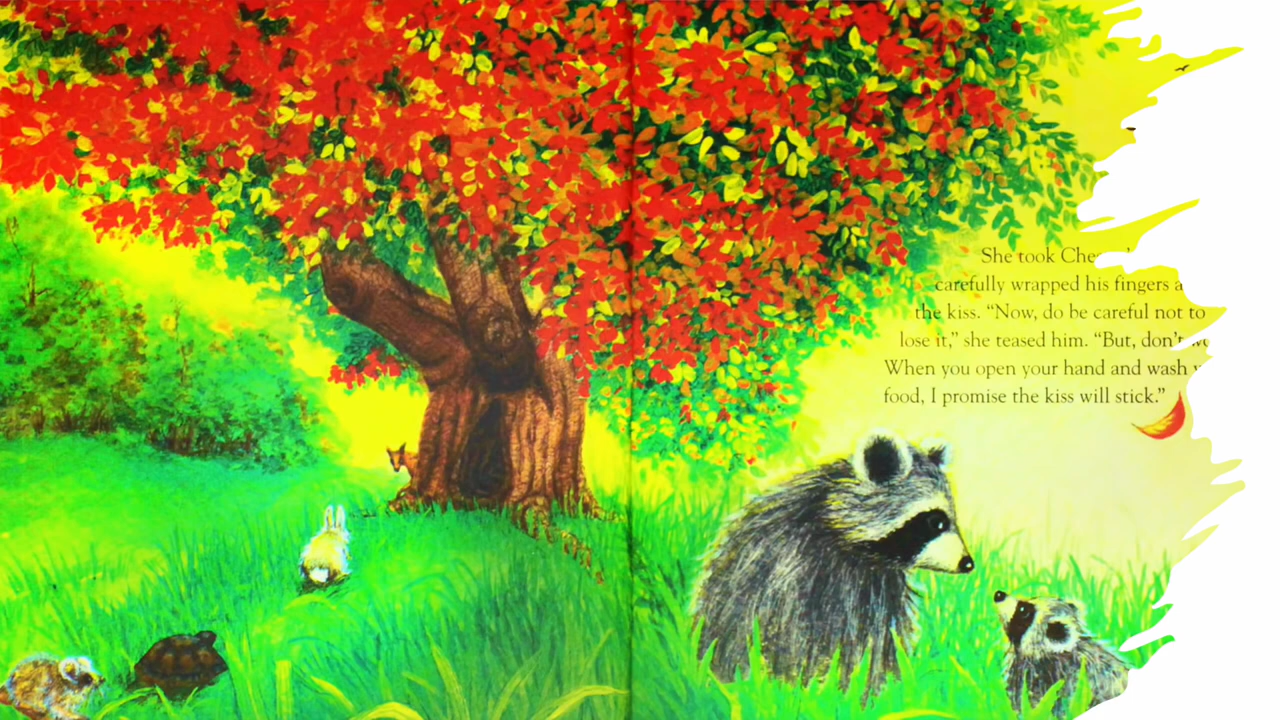 She took
carefully wrapped his fingers
the kiss. “Now, do be careful not to
lose it,” she teased him. “But, don’t
When you open your hand and wash
food, I promise the kiss will stick.”